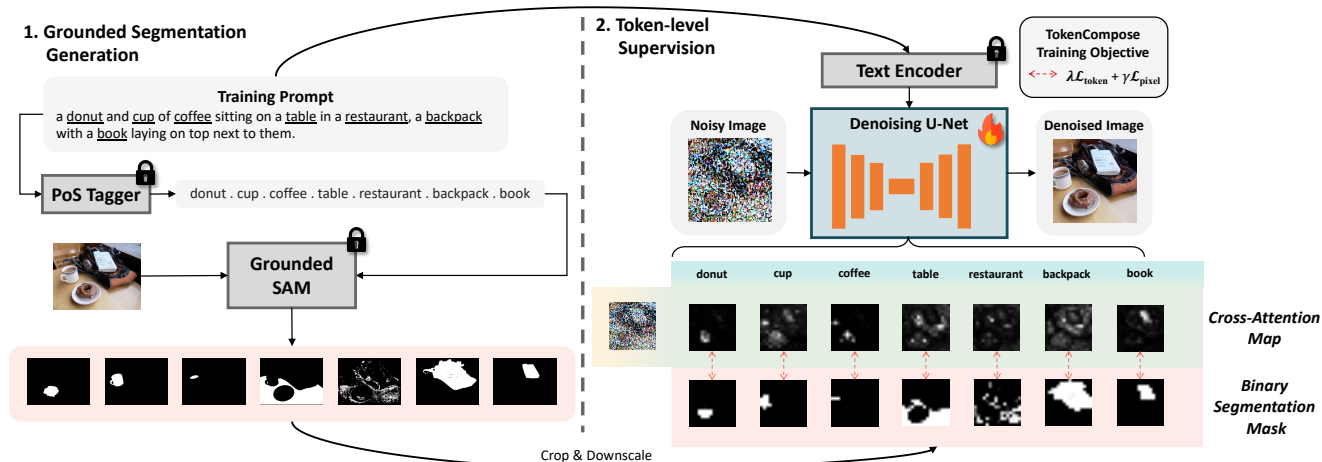 1. Grounded Segmentation
Generation
Training Prompt
a donut and cup of coffee sitting on a table in a restaurant, a backpack
with a book laying on top next to them.
PoS Tagger
donut . cup . coffee . table . restaurant . backpack . book
Grounded
SAM
Crop & Downscale
2. Token-level
Supervision
Text Encoder
TokenCompose
Training Objective
λℒtoken + γℒpixel
Noisy Image
Denoising U-Net
Denoised Image
donut cup coffee table restaurant backpack book
Cross-Attention
Map
Binary
Segmentation
Mask